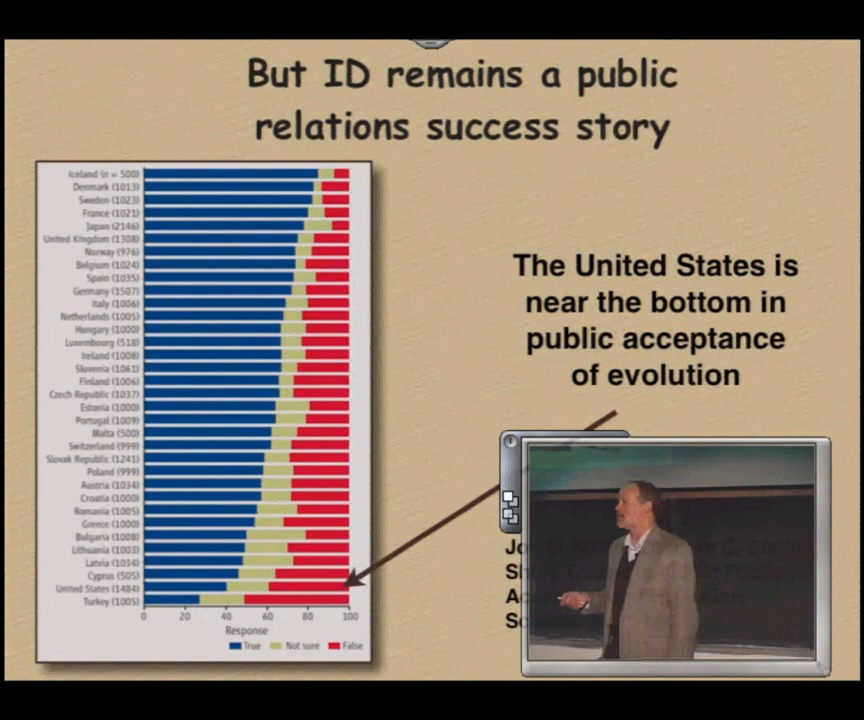 But ID remains a public
relations success story
Iceland (n = 500)
Denmark (1013)
Sweden (1023)
France (1021)
Japan (2146)
United Kingdom (1308)
Norway (976)
Belgium (1024)
Spain (1035)
Germany (1507)
Italy (1006)
Netherlands (1005)
Hungary (1000)
Luxembourg (518)
Ireland (1008)
Slovenia (1061)
Finland (1006)
Czech Republic (1037)
Estonia (1000)
Portugal (1009)
Malta (500)
Switzerland (999)
Slovak Republic (1241)
Poland (999)
Austria (1034)
Croatia (1000)
Romania (1005)
Greece (1000)
Bulgaria (1008)
Lithuania (1003)
Latvia (1034)
Cyprus (505)
United States (1484)
Turkey (1005)
0 20 40 60 80 100
Response
True Not sure False
The United States is
near the bottom in
public acceptance
of evolution